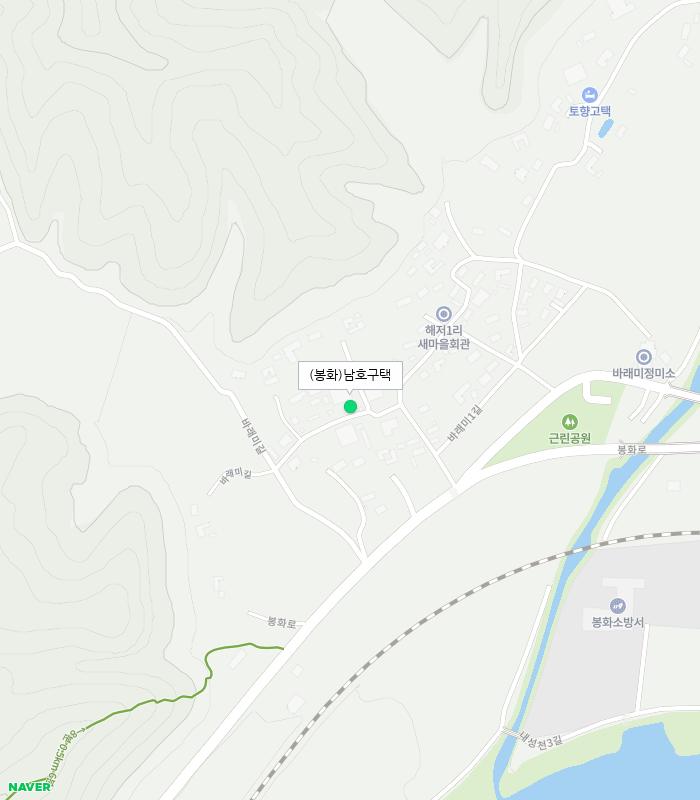 토향고택
해저1리
새마을회관
바래미정미소
(봉화)남호구택
바래미1길
근린공원
바래미길
봉화로
바래미길
봉화소방서
봉화로
내성천3길
NAVER